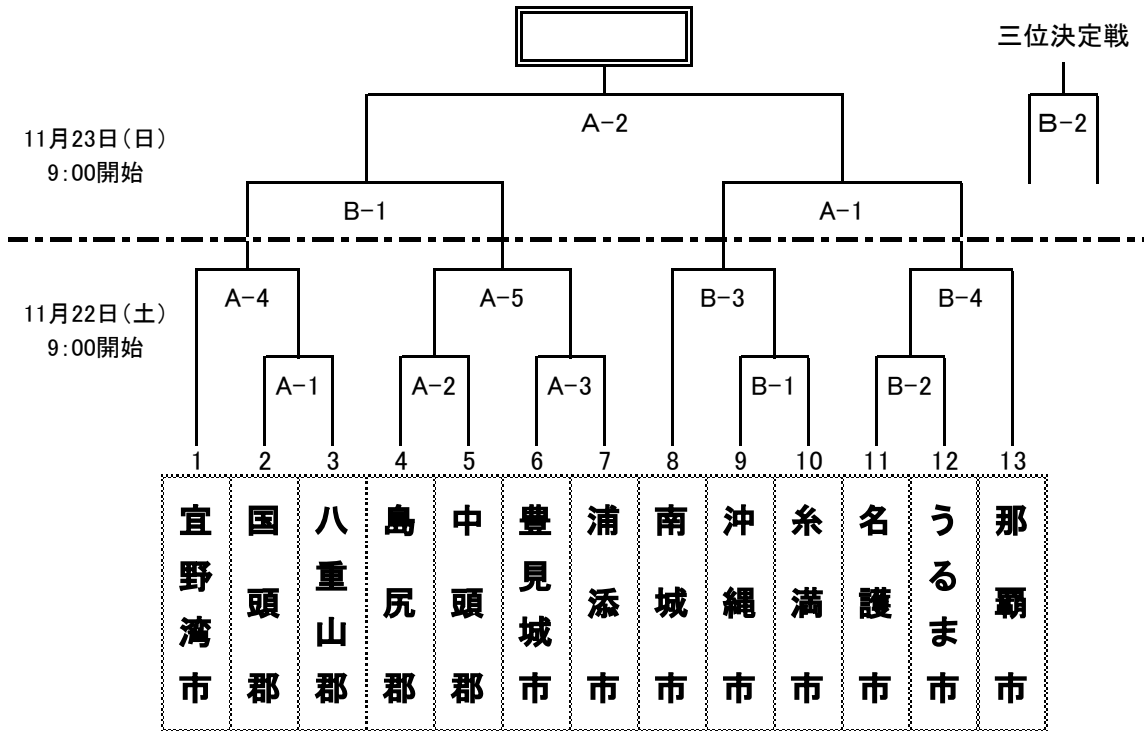 三位決定戦
A-2
B-2
11月23日(日)
9:00開始
B-1
A-1
A-4
A-5
B-3
B-4
11月22日(土)
9:00開始
A-1
A-2
A-3
B-1
B-2
1 2 3 4 5 6 7 8 9 10 11 12 13
宜野湾市
国頭郡
八重山郡
島尻郡
中頭郡
豊見城市
浦添市
南城市
沖縄市
糸満市
名護市
うるま市
那覇市